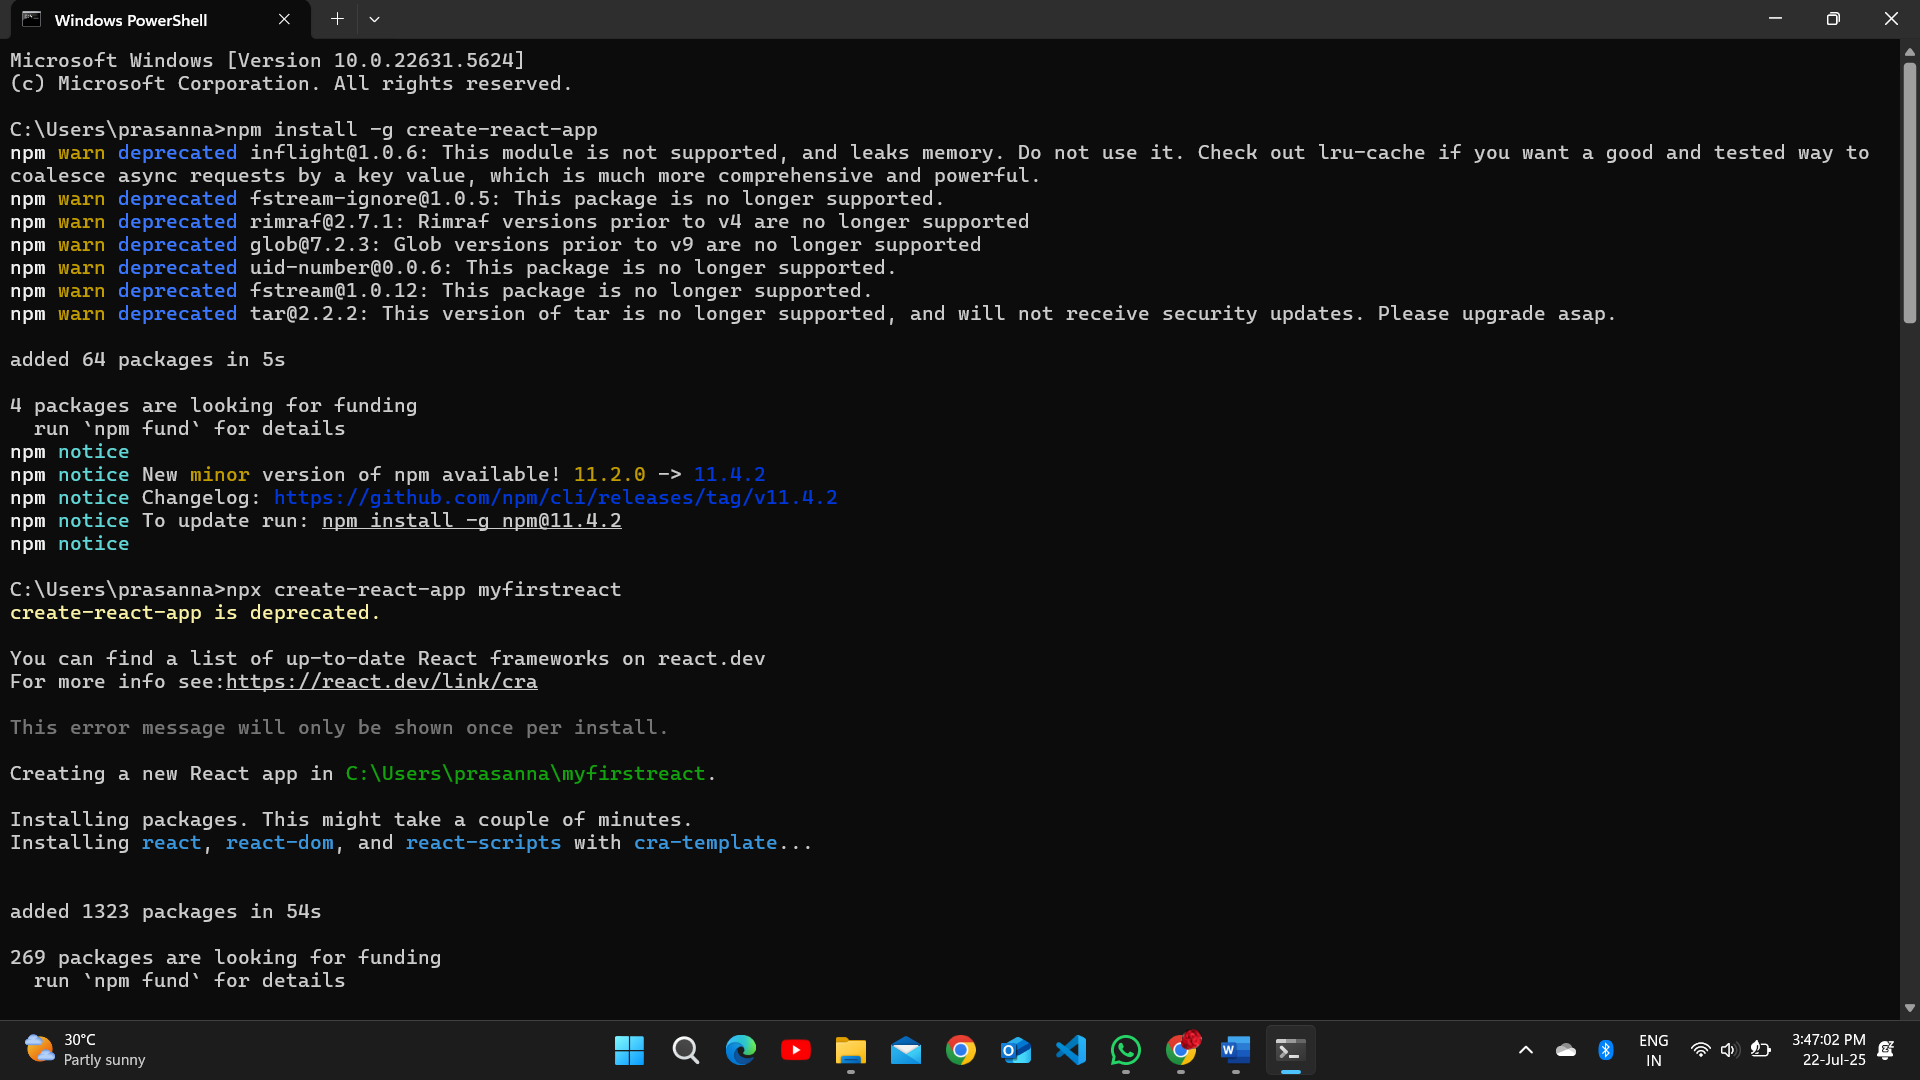 Windows PowerShell
Microsoft Windows [Version 10.0.22631.5624]
(c) Microsoft Corporation. All rights reserved.
C:\Users\prasanna>npm install -g create-react-app
npm warn deprecated inflight@1.0.6: This module is not supported, and leaks memory. Do not use it. Check out lru-cache if you want a good and tested way to
coalesce async requests by a key value, which is much more comprehensive and powerful.
npm warn deprecated fstream-ignore@1.0.5: This package is no longer supported.
npm warn deprecated rimraf@2.7.1: Rimraf versions prior to v4 are no longer supported
npm warn deprecated glob@7.2.3: Glob versions prior to v9 are no longer supported
npm warn deprecated uid-number@0.0.6: This package is no longer supported.
npm warn deprecated fstream@1.0.12: This package is no longer supported.
npm warn deprecated tar@2.2.2: This version of tar is no longer supported, and will not receive security updates. Please upgrade asap.
added 64 packages in 5s
4 packages are looking for funding
run `npm fund` for details
npm notice
npm notice New minor version of npm available! 11.2.0 -> 11.4.2
npm notice Changelog: https://github.com/npm/cli/releases/tag/v11.4.2
npm notice To update run: npm install -g npm@11.4.2
npm notice
C:\Users\prasanna>npx create-react-app myfirstreact
create-react-app is deprecated.
You can find a list of up-to-date React frameworks on react.dev
For more info see:https://react.dev/link/cra
This error message will only be shown once per install.
Creating a new React app in C:\Users\prasanna\myfirstreact.
Installing packages. This might take a couple of minutes.
Installing react, react-dom, and react-scripts with cra-template...
added 1323 packages in 54s
269 packages are looking for funding
run `npm fund` for details
30°C
Partly sunny
ENG
IN
3:47:02 PM
22-Jul-25